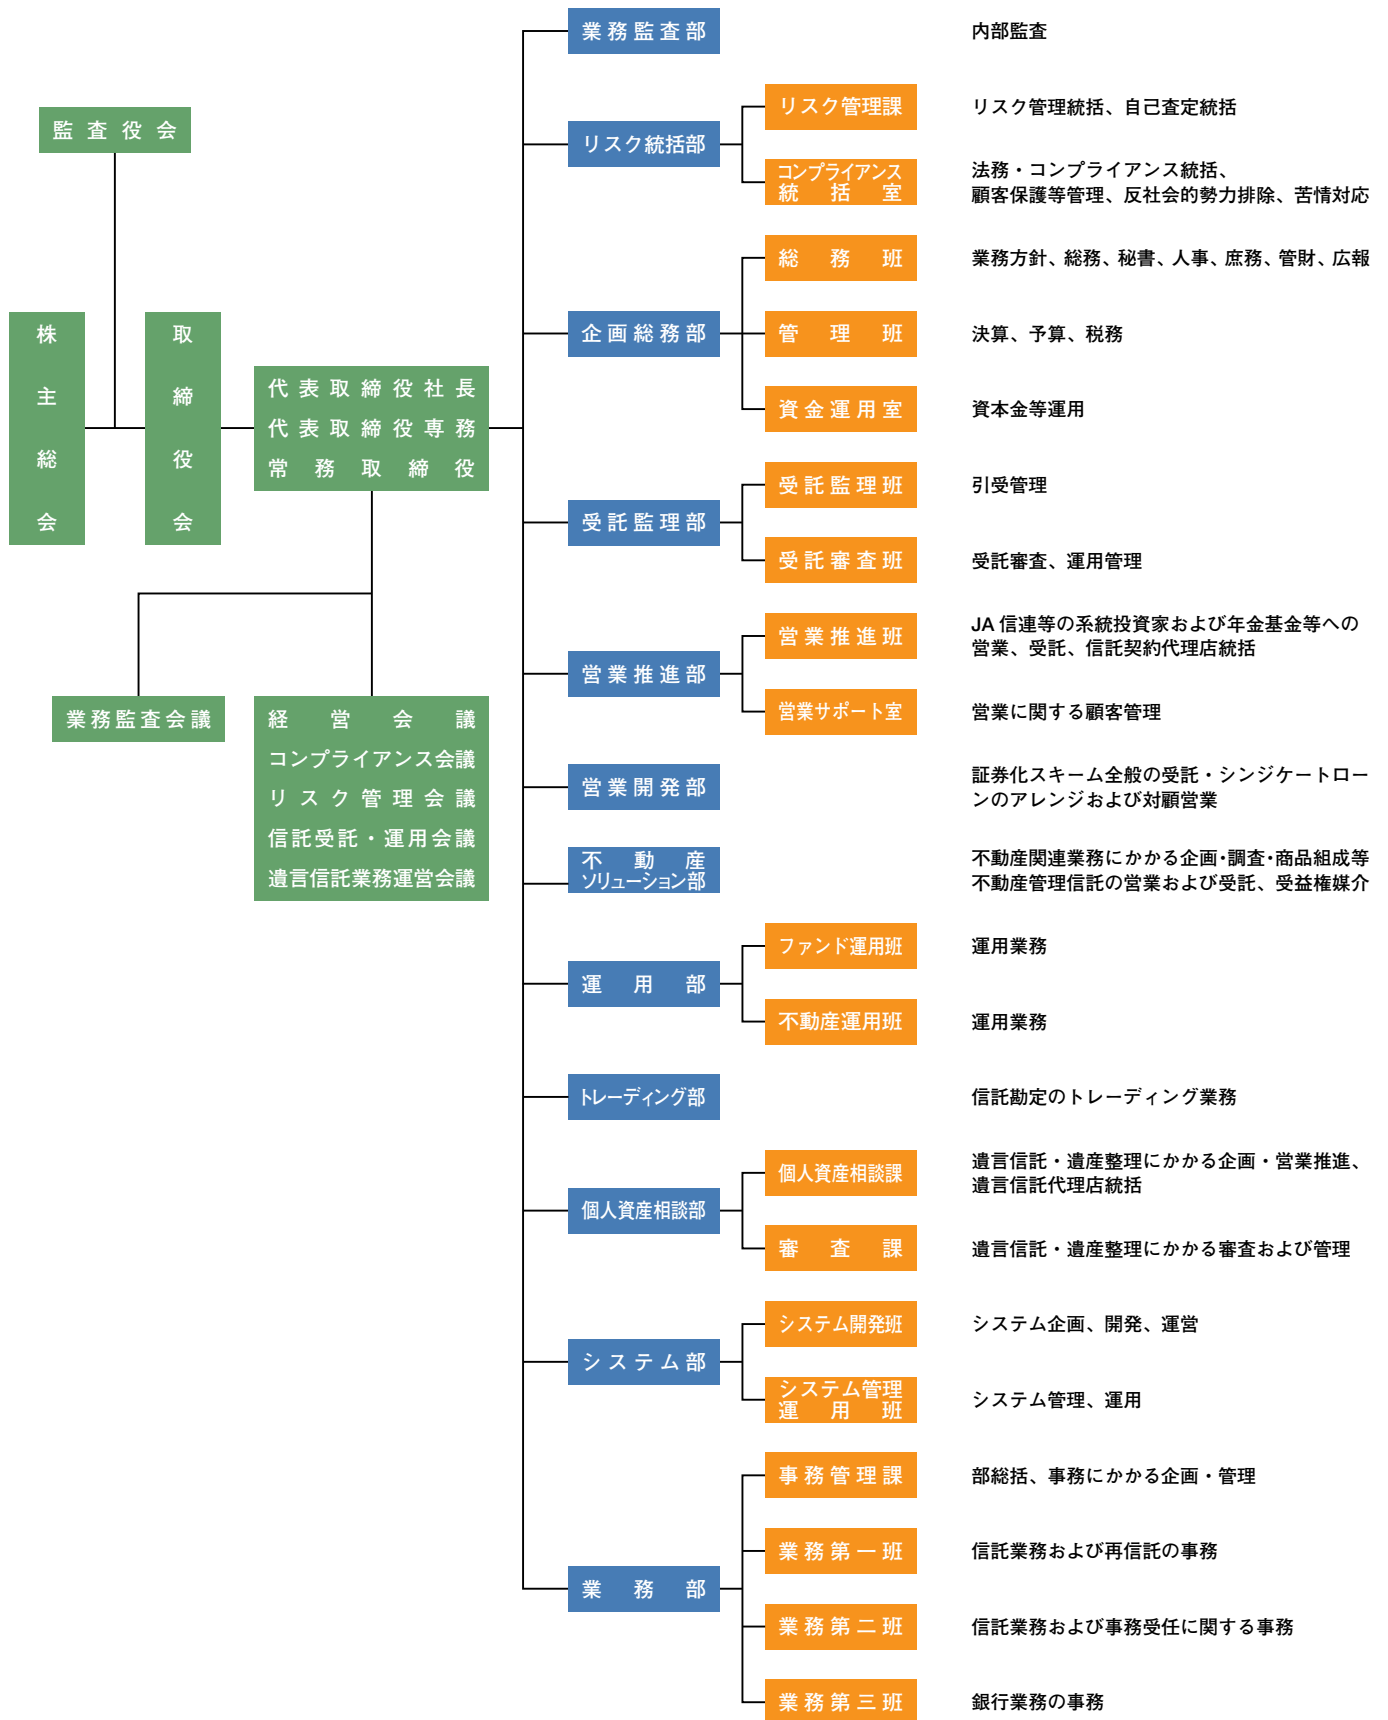 監査役会
株主総会
取締役会
代表取締役社長
代表取締役専務
常務取締役
業務監査会議
経営会議
コンプライアンス会議
リスク管理会議
信託受託・運用会議
遺言信託業務運営会議
業務監査部
内部監査
リスク統括部
リスク管理課
リスク管理統括、自己査定統括
コンプライアンス
統括室
法務・コンプライアンス統括、
顧客保護等管理、反社会的勢力排除、苦情対応
企画総務部
総務班
業務方針、総務、秘書、人事、庶務、管財、広報
管理班
決算、予算、税務
資金運用室
資本金等運用
受託監理部
受託監理班
引受管理
受託審査班
受託審査、運用管理
営業推進部
営業推進班
JA信連等の系統投資家および年金基金等への
営業、受託、信託契約代理店統括
営業サポート室
営業に関する顧客管理
営業開発部
証券化スキーム全般の受託・シンジケートロー
ンのアレンジおよび対顧営業
不動産
ソリューション部
不動産関連業務にかかる企画・調査・商品組成等
不動産管理信託の営業および受託、受益権媒介
運用部
ファンド運用班
運用業務
不動産運用班
運用業務
トレーディング部
信託勘定のトレーディング業務
個人資産相談部
個人資産相談課
遺言信託・遺産整理にかかる企画・営業推進、
遺言信託代理店統括
審査課
遺言信託・遺産整理にかかる審査および管理
システム部
システム開発班
システム企画、開発、運営
システム管理
運用班
システム管理、運用
業務部
事務管理課
部総括、事務にかかる企画・管理
業務第一班
信託業務および再信託の事務
業務第二班
信託業務および事務受任に関する事務
業務第三班
銀行業務の事務